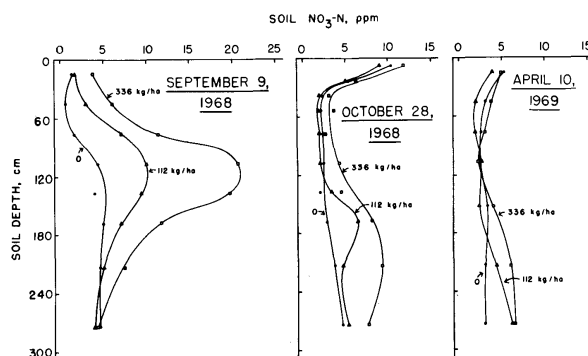 SOIL NO₃-N, ppm
0 5 10 15 20 25
0 5 10 15
0 5 10
SEPTEMBER 9,
1968
OCTOBER 28,
1968
APRIL 10,
1969
336 kg/ha
112 kg/ha
0
336 kg/ha
112 kg/ha
0
336 kg/ha
112 kg/ha
0
SOIL DEPTH, cm
0
60
120
180
240
300